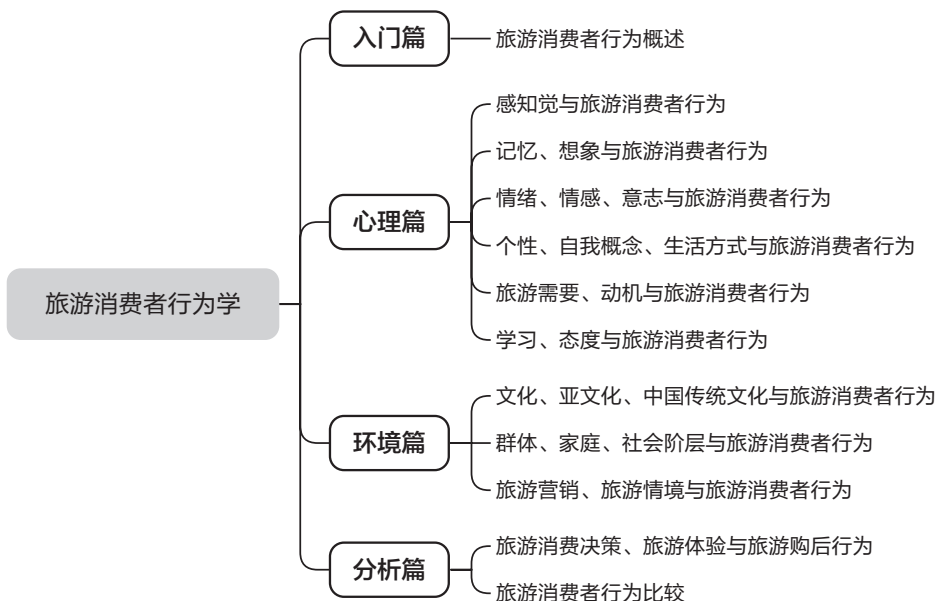 入门篇
旅游消费者行为概述
感知觉与旅游消费者行为
记忆、想象与旅游消费者行为
情绪、情感、意志与旅游消费者行为
心理篇
个性、自我概念、生活方式与旅游消费者行为
旅游需要、动机与旅游消费者行为
旅游消费者行为学
学习、态度与旅游消费者行为
文化、亚文化、中国传统文化与旅游消费者行为
环境篇
群体、家庭、社会阶层与旅游消费者行为
旅游营销、旅游情境与旅游消费者行为
旅游消费决策、旅游体验与旅游购后行为
分析篇
旅游消费者行为比较